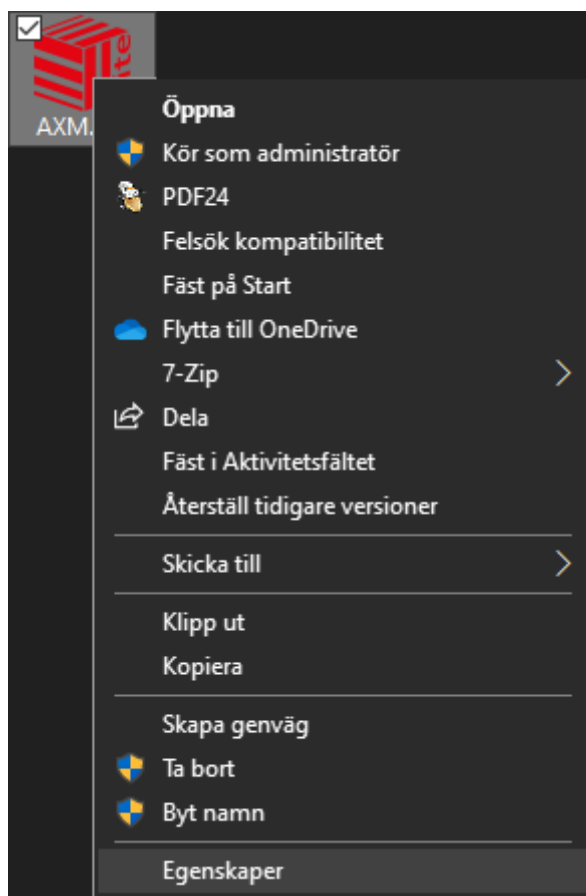 AXM.
Öppna
Kör som administratör
PDF24
Felsök kompatibilitet
Fäst på Start
Flytta till OneDrive
7-Zip
Dela
Fäst i Aktivitetsfältet
Återställ tidigare versioner
Skicka till
Klipp ut
Kopiera
Skapa genväg
Ta bort
Byt namn
Egenskaper